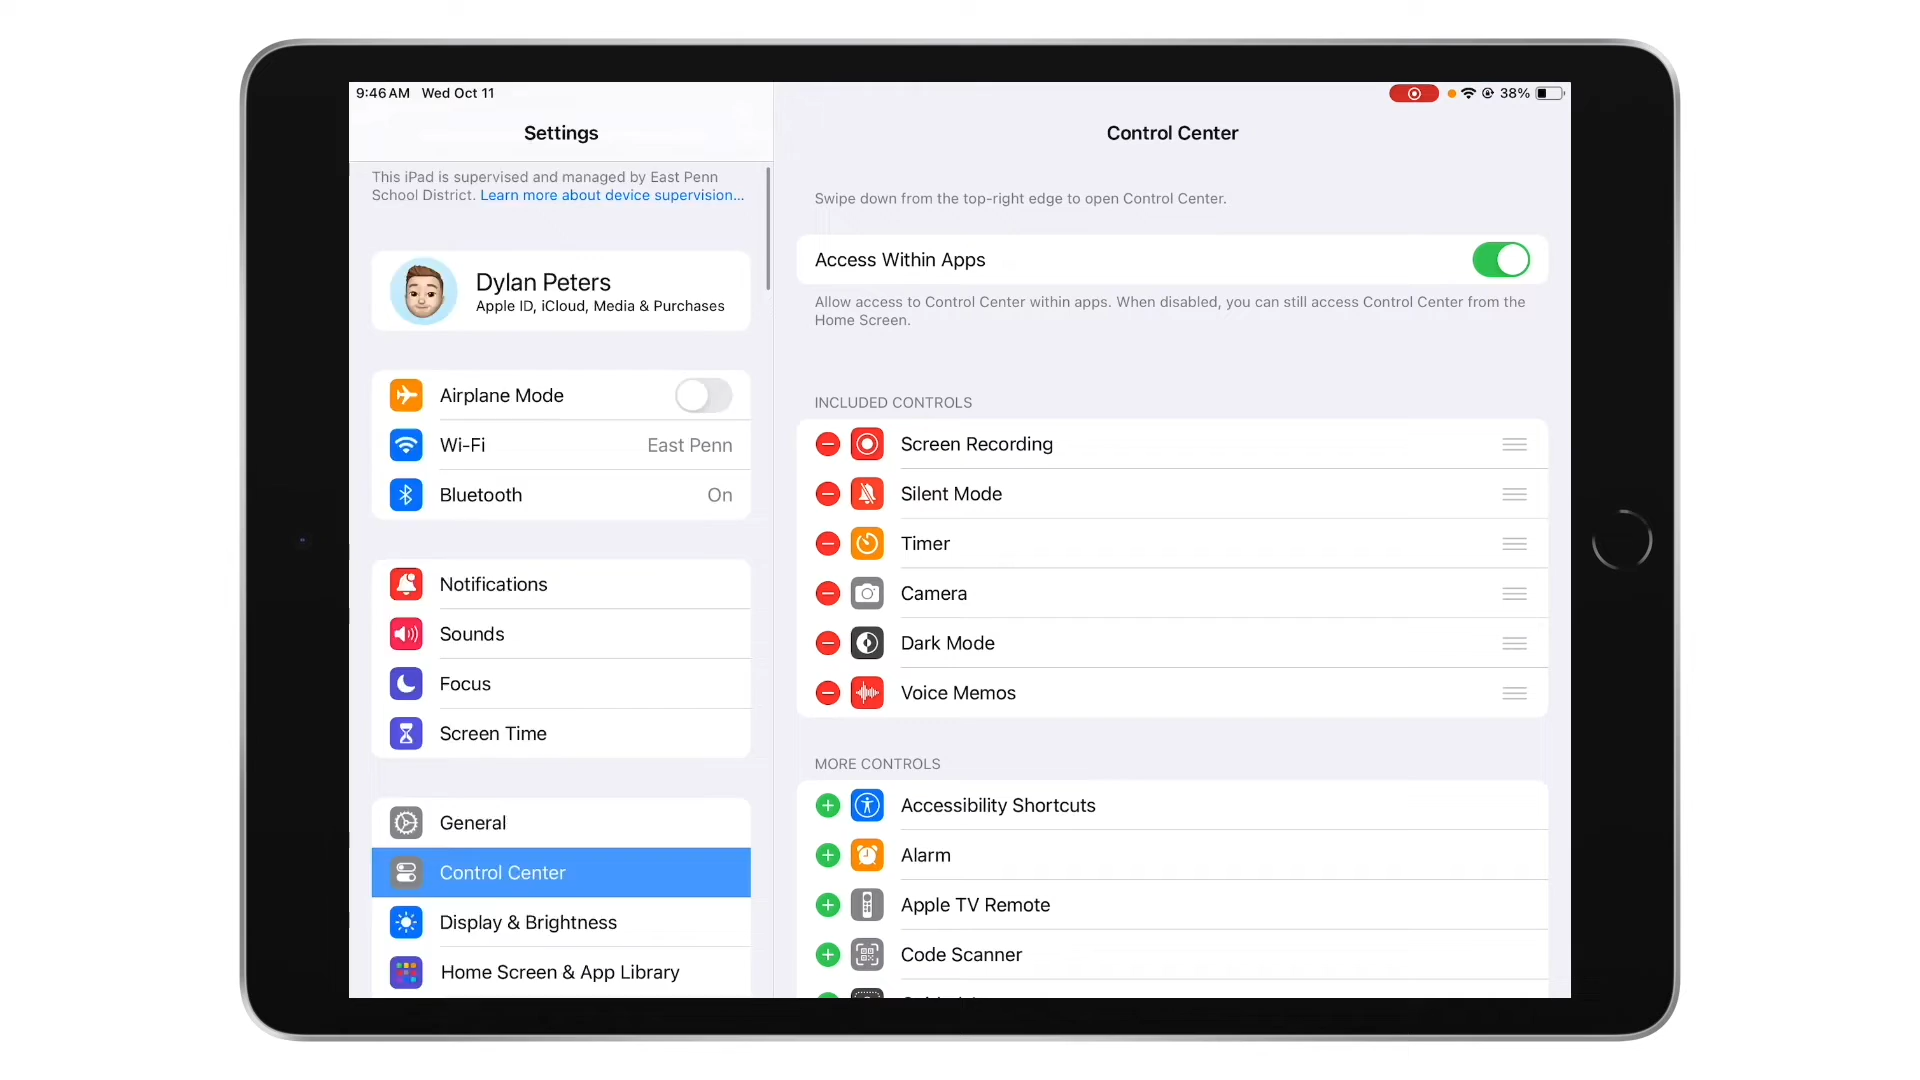 9:46 AM Wed Oct 11
38%
Settings
This iPad is supervised and managed by East Penn
School District. Learn more about device supervision...
Dylan Peters
Apple ID, iCloud, Media & Purchases
Airplane Mode
Wi-Fi East Penn
Bluetooth On
Notifications
Sounds
Focus
Screen Time
General
Control Center
Display & Brightness
Home Screen & App Library
Control Center
Swipe down from the top-right edge to open Control Center.
Access Within Apps
Allow access to Control Center within apps. When disabled, you can still access Control Center from the
Home Screen.
INCLUDED CONTROLS
Screen Recording
Silent Mode
Timer
Camera
Dark Mode
Voice Memos
MORE CONTROLS
Accessibility Shortcuts
Alarm
Apple TV Remote
Code Scanner